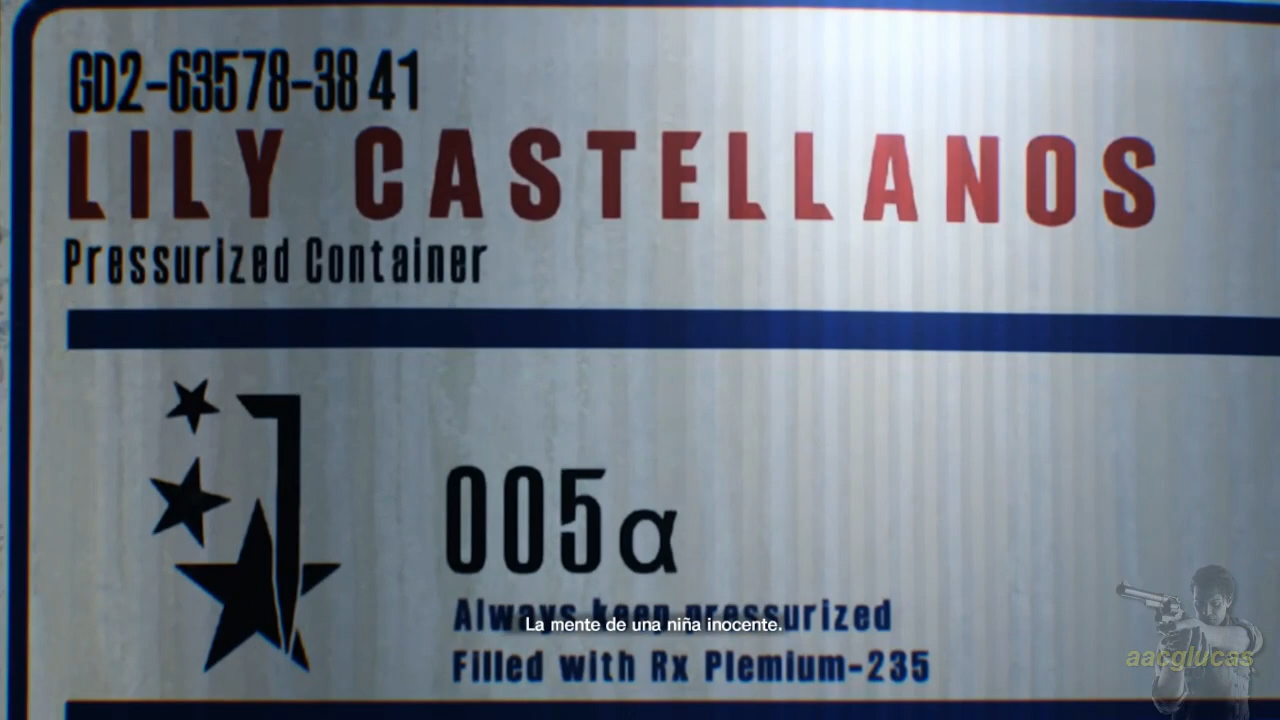 GD2-63578-38 41
LILY CASTELLANOS
Pressurized Container
005α
Always keep pressurized
La mente de una niña inocente.
Filled with Rx Plemium-235
aacglucas